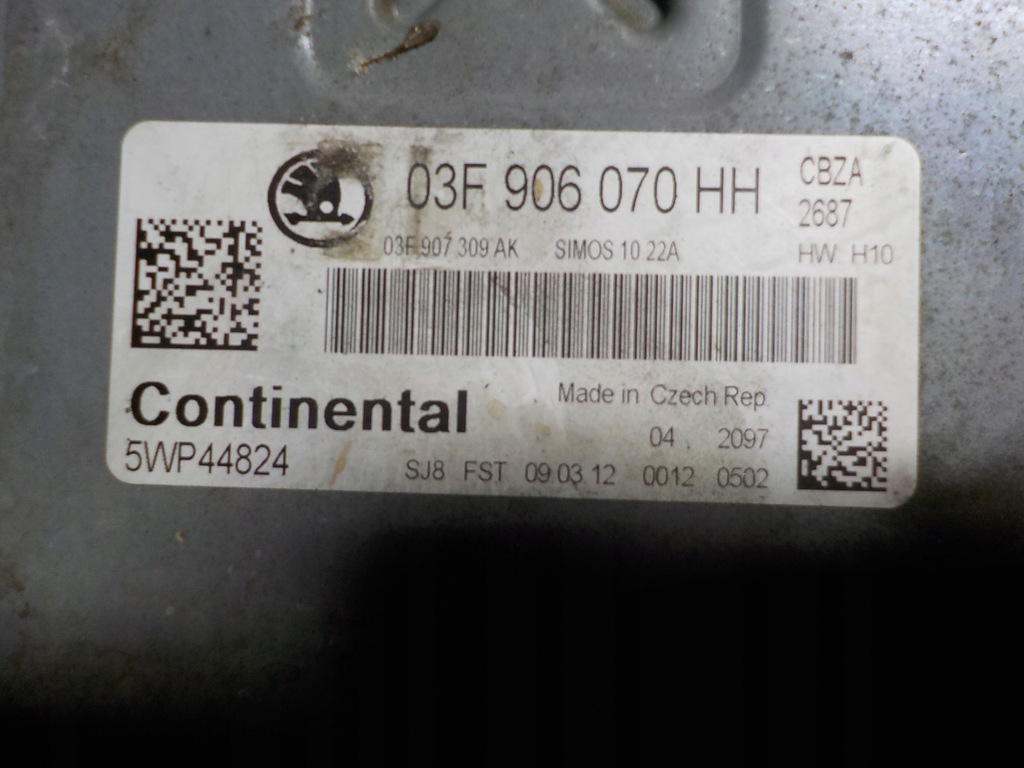 03F 906 070 HH
CBZA
2687
03F 907 309 AK SIMOS 10.22A
HW H10
Continental
5WP44824
Made in Czech Rep.
04 . 2097
SJ8 FST 09.03.12 0012 0502